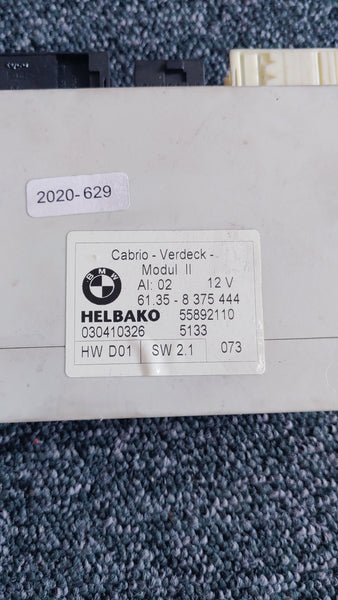 2020-629
Cabrio - Verdeck -
Modul II
BMW
AI: 02 12 V
61.35 - 8 375 444
HELBAKO 55892110
030410326 5133
HW D01 SW 2.1 073